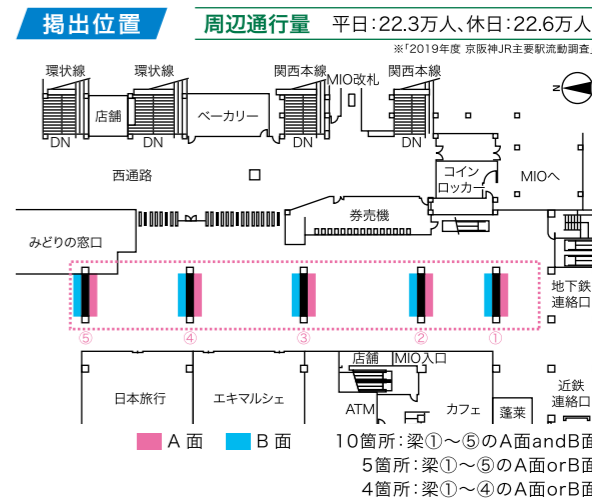 掲出位置
周辺通行量 平日:22.3万人、休日:22.6万人
※「2019年度 京阪神JR主要駅流動調査」
環状線 環状線 関西本線 MIO改札 関西本線
店舗 ベーカリー
DN DN DN DN
N
西通路
コイン
ロッカー
MIOへ
券売機
みどりの窓口
地下鉄
連絡口
⑤ ④ ③ ② ①
店舗 MIO入口
日本旅行 エキマルシェ ATM カフェ 蓬莱
近鉄
連絡口
A面 B面
10箇所:梁①～⑤のA面andB面
5箇所:梁①～⑤のA面orB面
4箇所:梁①～④のA面orB面